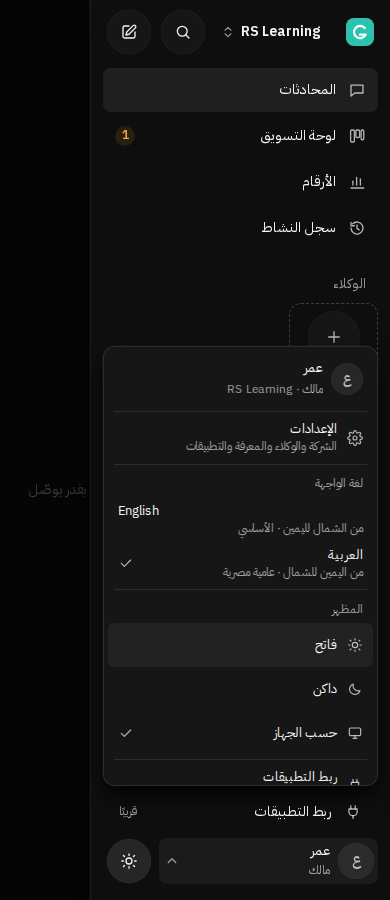 RS Learning
المحادثات
لوحة التسويق
1
الأرقام
سجل النشاط
الوكلاء
عمر
مالك · RS Learning
الإعدادات
الشركة والوكلاء والمعرفة والتطبيقات
لغة الواجهة
English
من الشمال لليمين · الأساسي
العربية
من اليمين للشمال · عامية مصرية
المظهر
فاتح
داكن
حسب الجهاز
ربط التطبيقات
ربط التطبيقات
قريبًا
عمر
مالك
يقدر يوصّل